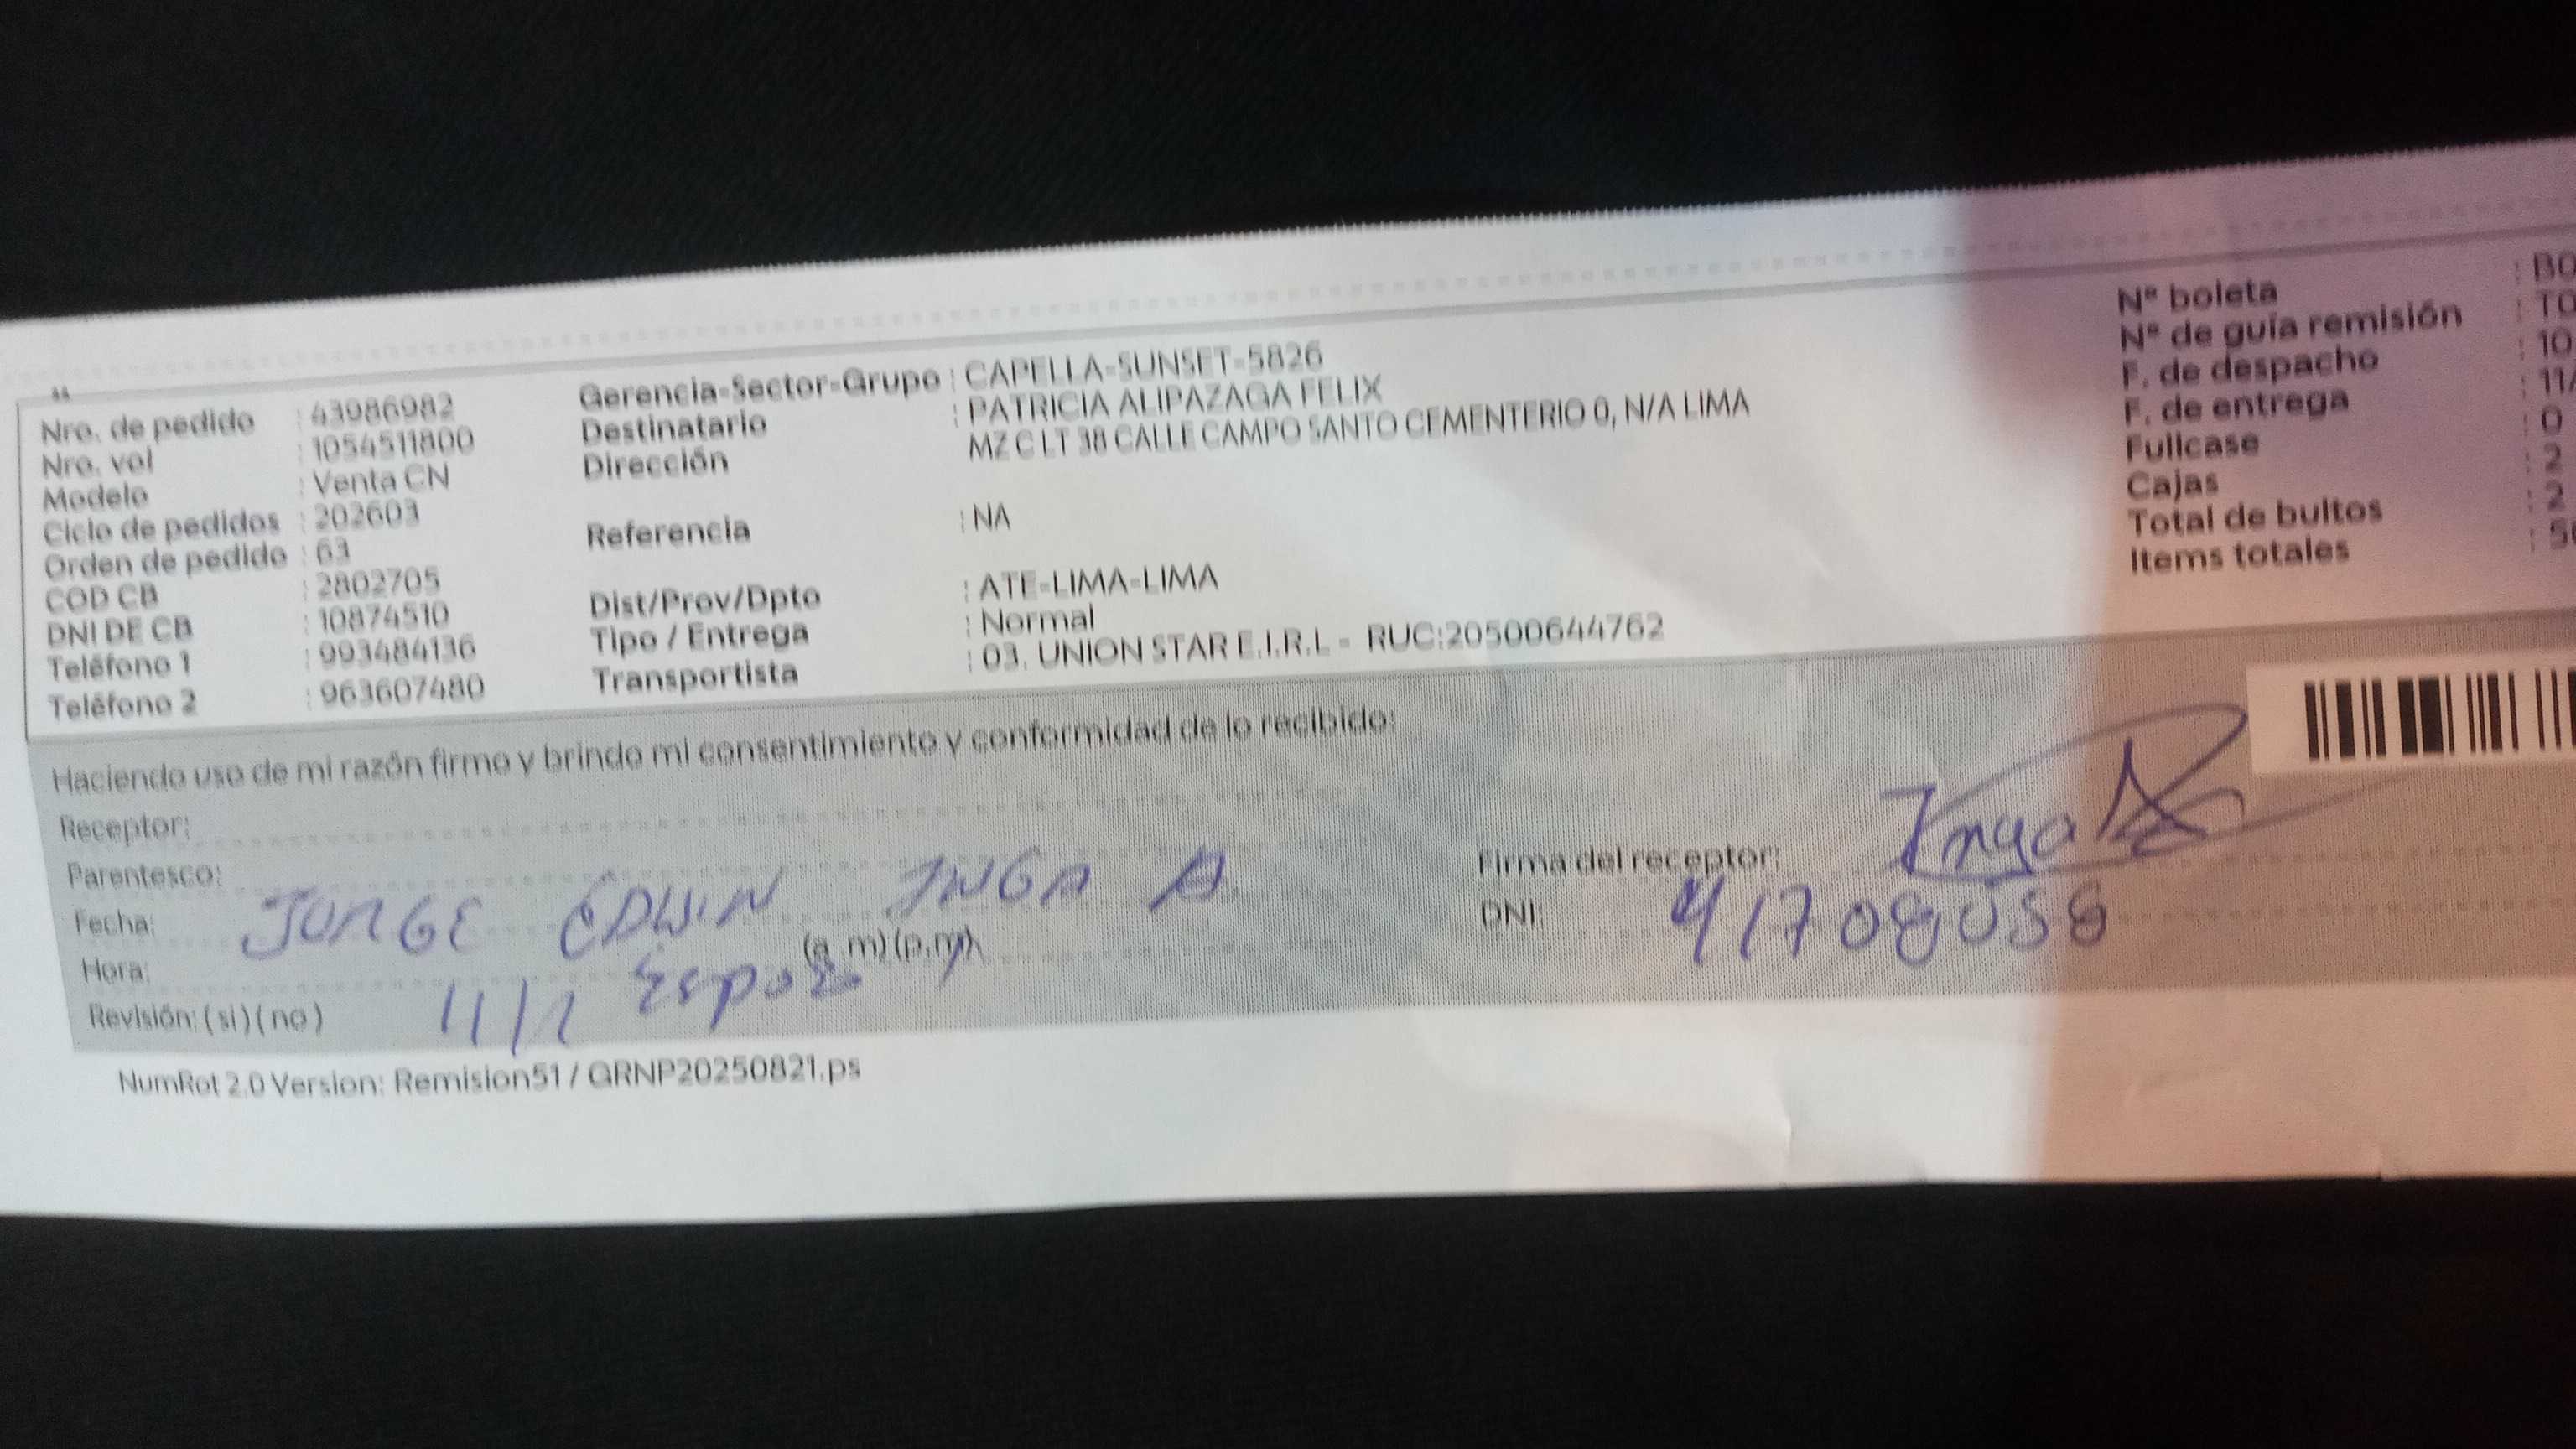 Nro. de pedido : 43986982
Nro. vol : 1054511800
Modelo : Venta CN
Ciclo de pedidos : 202603
Orden de pedido : 63
COD CB : 2802705
DNI DE CB : 10874510
Teléfono 1 : 993484136
Teléfono 2 : 963607480
Gerencia-Sector-Grupo : CAPELLA-SUNSET-5826
Destinatario : PATRICIA ALIPAZAGA FELIX
Dirección MZ C LT 38 CALLE CAMPO SANTO CEMENTERIO 0, N/A LIMA
Referencia : NA
Dist/Prov/Dpto : ATE-LIMA-LIMA
Tipo / Entrega : Normal
Transportista : 03. UNION STAR E.I.R.L - RUC:20500644762
N° boleta : B0
N° de guía remisión
F. de despacho : 10
F. de entrega : 11/
Fullcase : 0
Cajas : 2
Total de bultos : 2
Items totales
Haciendo uso de mi razón firmo y brindo mi consentimiento y conformidad de lo recibido:
Receptor:
Parentesco:
Fecha: JORGE EDWIN INGA A
Hora: (a.m) (p.m)
Revisión: (si) (no) 11/1
Firma del receptor: Inga
DNI: 41708058
NumRot 2.0 Version: Remision51 / GRNP20250821.ps